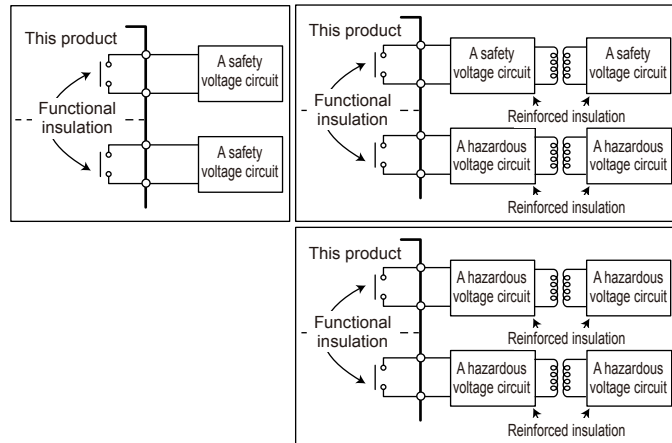 This product
Functional
insulation
A safety
voltage circuit
A safety
voltage circuit
This product
Functional
insulation
A safety
voltage circuit
A safety
voltage circuit
Reinforced insulation
A hazardous
voltage circuit
A hazardous
voltage circuit
Reinforced insulation
This product
Functional
insulation
A hazardous
voltage circuit
A hazardous
voltage circuit
Reinforced insulation
A hazardous
voltage circuit
A hazardous
voltage circuit
Reinforced insulation